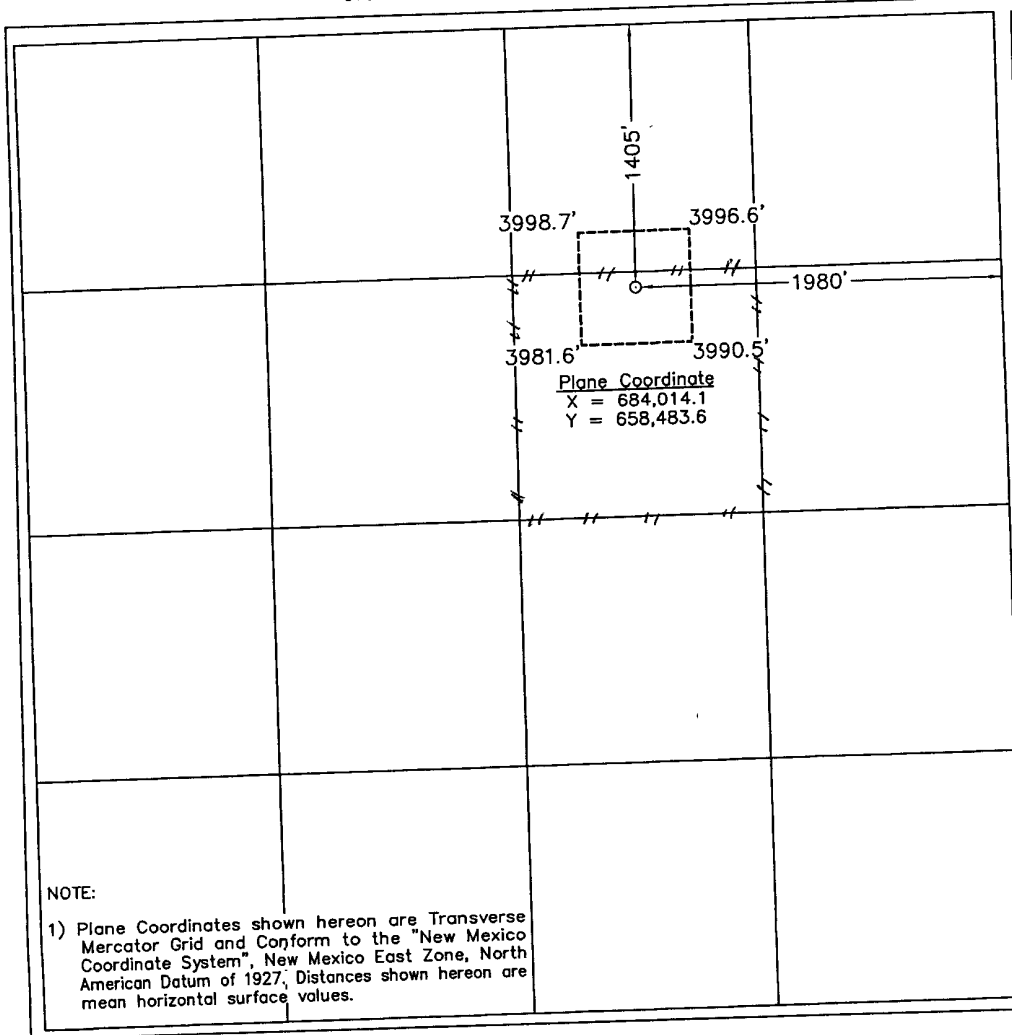 1405'
3998.7'
3996.6'
1980'
3981.6'
3990.5'
Plane Coordinate
X = 684,014.1
Y = 658,483.6
NOTE:
1) Plane Coordinates shown hereon are Transverse
Mercator Grid and Conform to the "New Mexico
Coordinate System", New Mexico East Zone, North
American Datum of 1927. Distances shown hereon are
mean horizontal surface values.